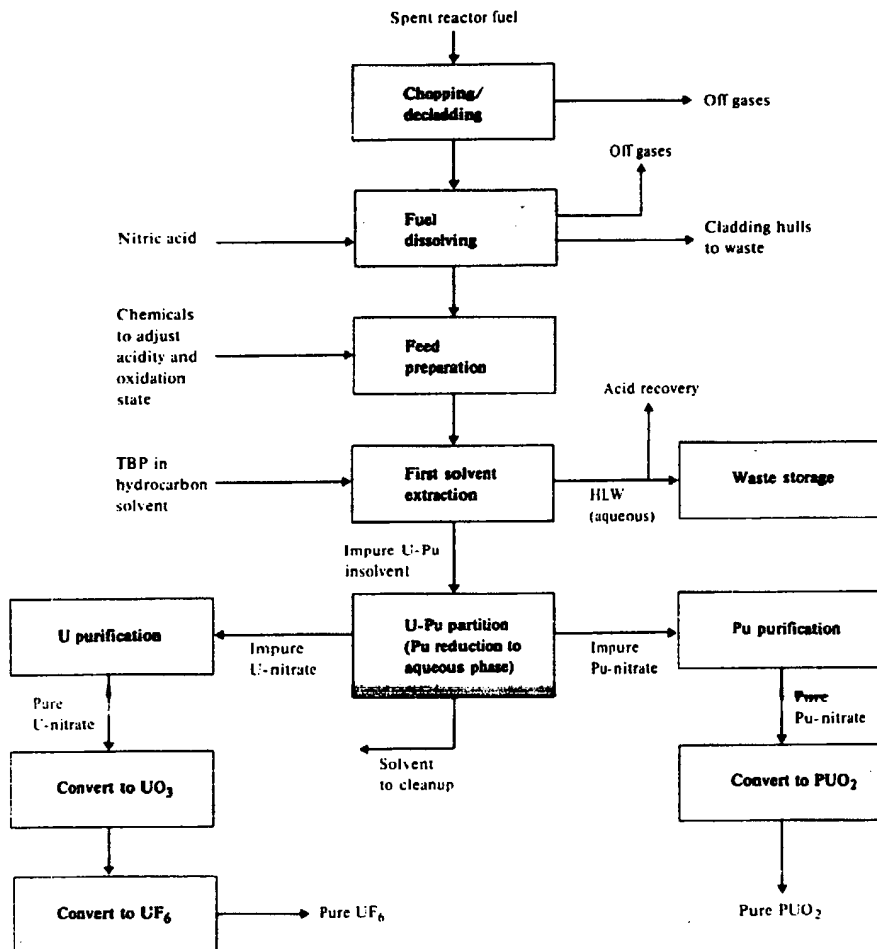 Spent reactor fuel
Chopping/
decladding
Off gases
Off gases
Fuel
dissolving
Nitric acid
Cladding hulls
to waste
Chemicals
to adjust
acidity and
oxidation
state
Feed
preparation
Acid recovery
TBP in
hydrocarbon
solvent
First solvent
extraction
HLW
(aqueous)
Waste storage
Impure U-Pu
insolvent
U purification
Impure
U-nitrate
U-Pu partition
(Pu reduction to
aqueous phase)
Impure
Pu-nitrate
Pu purification
Pure
U-nitrate
Pure
Pu-nitrate
Solvent
to cleanup
Convert to UO₃
Convert to PUO₂
Convert to UF₆
Pure UF₆
Pure PUO₂